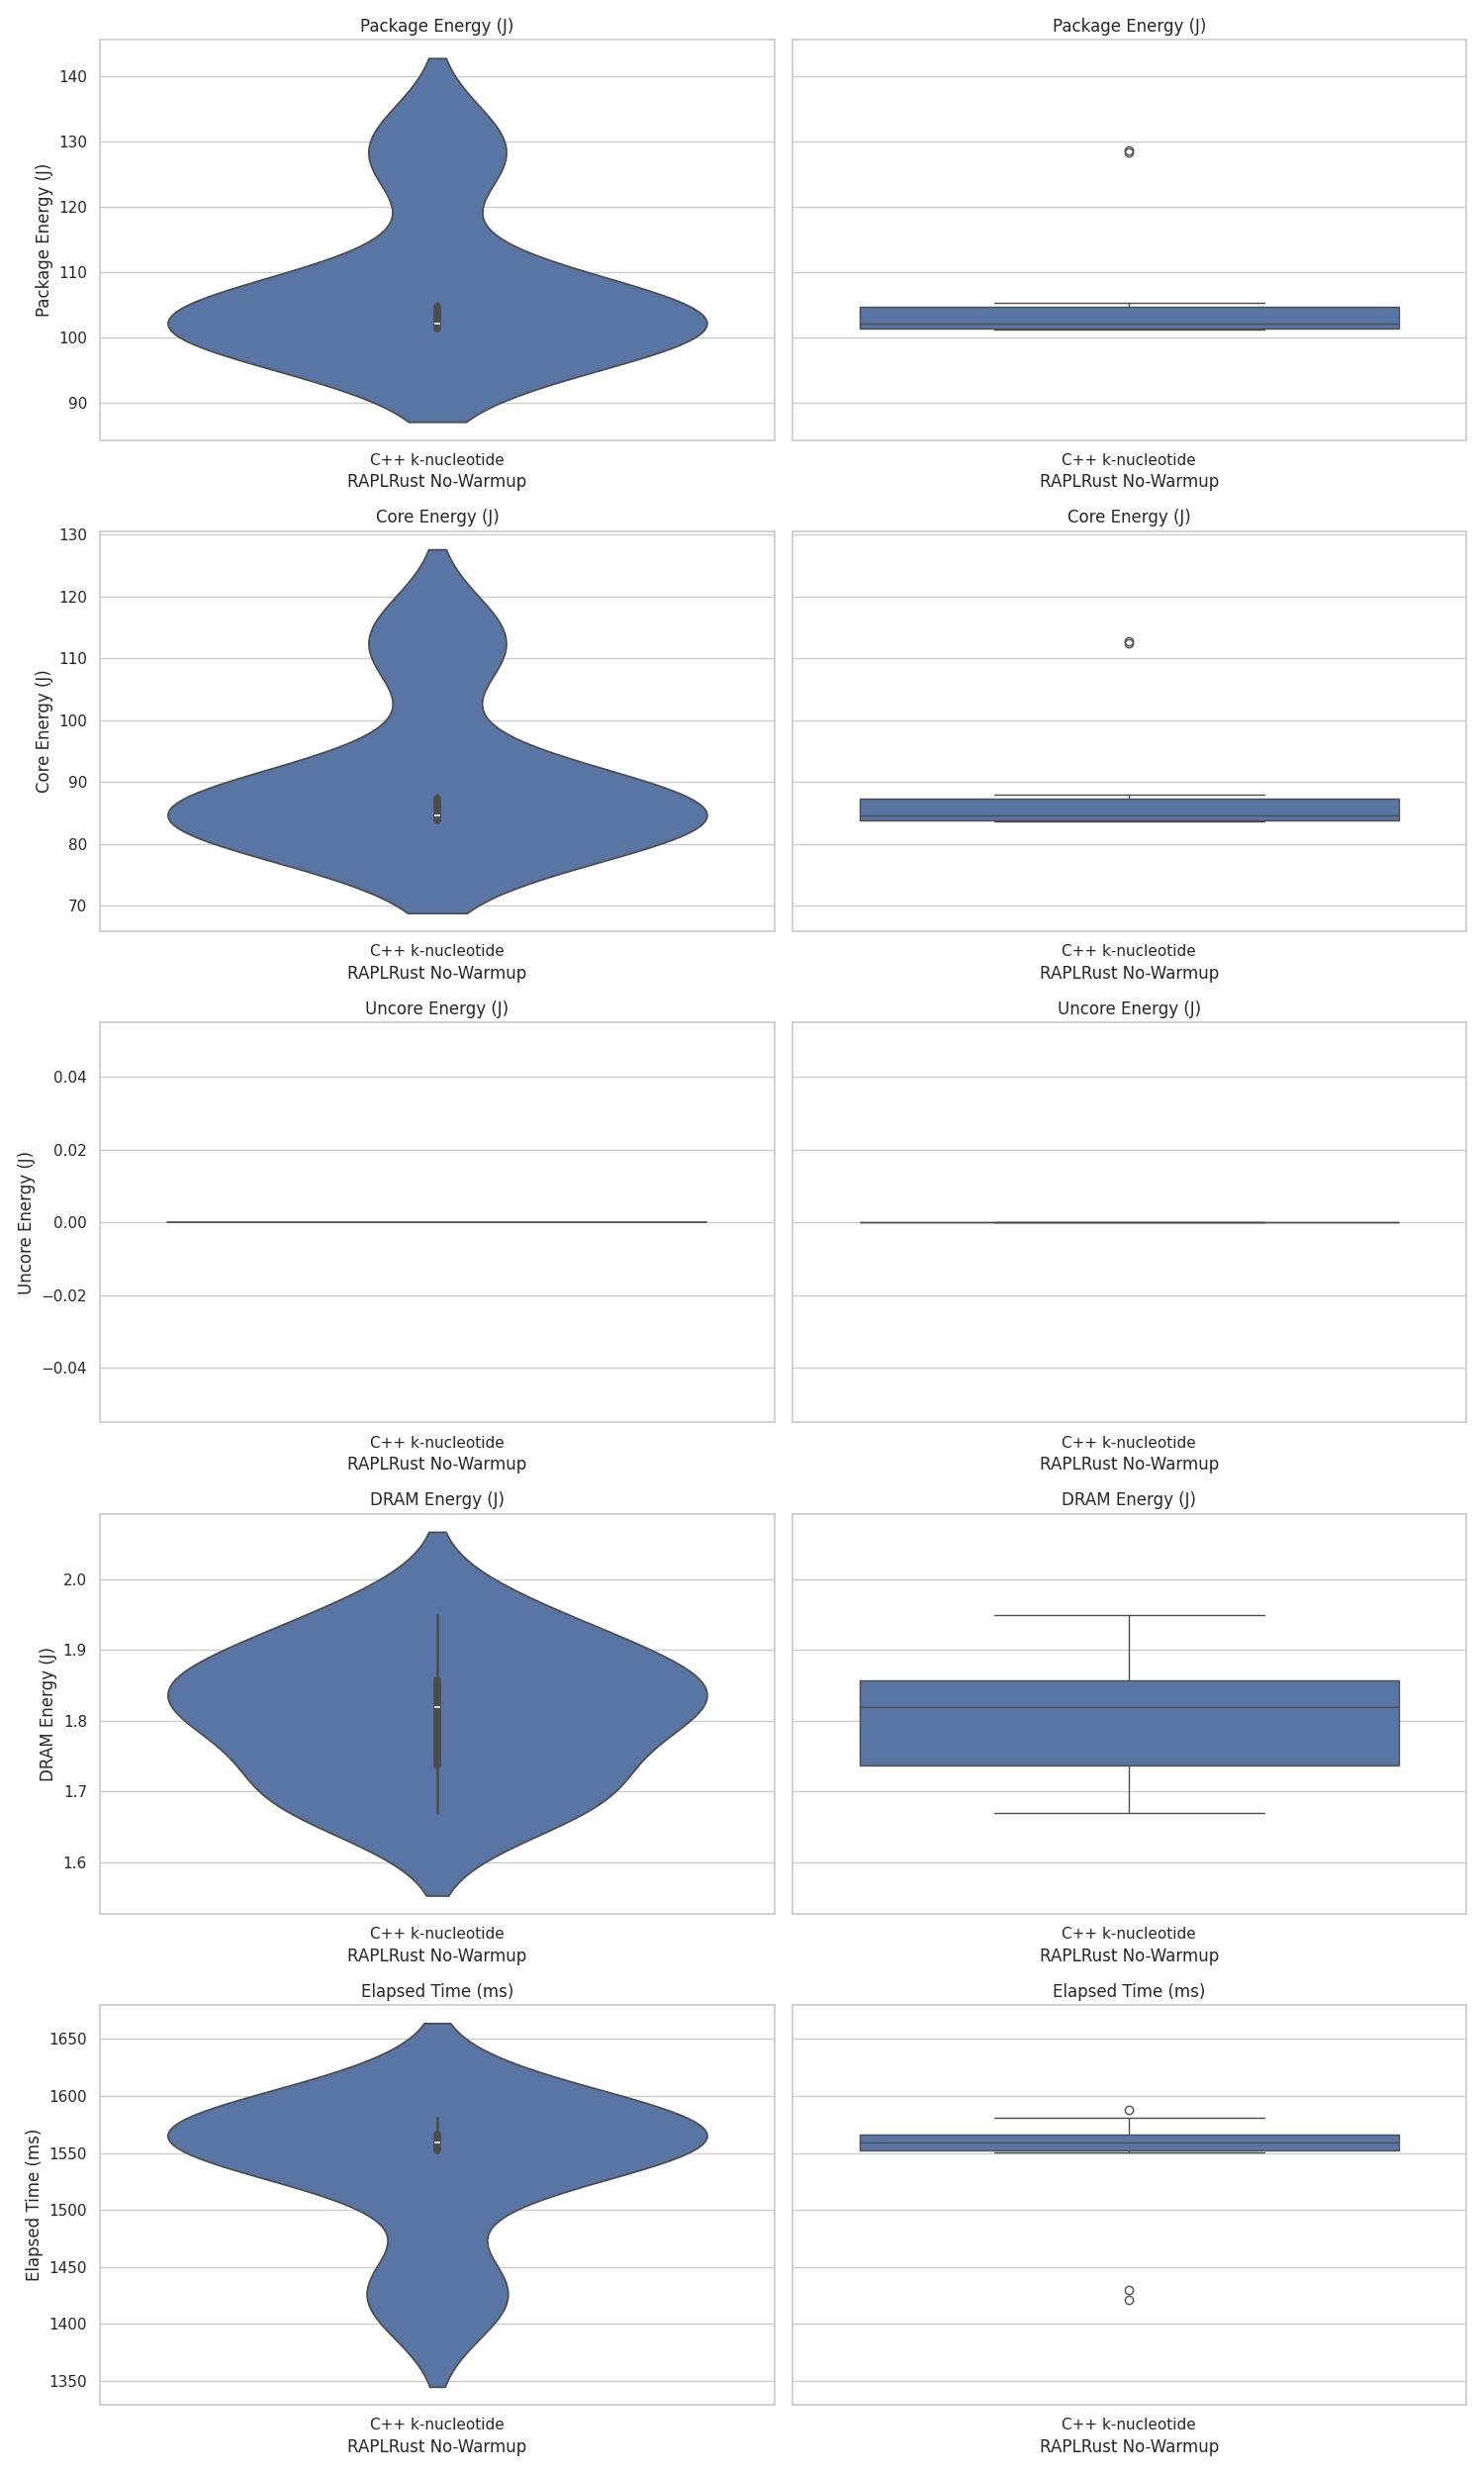 Package Energy (J)
Package Energy (J)
Package Energy (J)
140
130
120
110
100
90
C++ k-nucleotide
RAPLRust No-Warmup
C++ k-nucleotide
RAPLRust No-Warmup
Core Energy (J)
Core Energy (J)
Core Energy (J)
130
120
110
100
90
80
70
C++ k-nucleotide
RAPLRust No-Warmup
C++ k-nucleotide
RAPLRust No-Warmup
Uncore Energy (J)
Uncore Energy (J)
Uncore Energy (J)
0.04
0.02
0.00
−0.02
−0.04
C++ k-nucleotide
RAPLRust No-Warmup
C++ k-nucleotide
RAPLRust No-Warmup
DRAM Energy (J)
DRAM Energy (J)
DRAM Energy (J)
2.0
1.9
1.8
1.7
1.6
C++ k-nucleotide
RAPLRust No-Warmup
C++ k-nucleotide
RAPLRust No-Warmup
Elapsed Time (ms)
Elapsed Time (ms)
Elapsed Time (ms)
1650
1600
1550
1500
1450
1400
1350
C++ k-nucleotide
RAPLRust No-Warmup
C++ k-nucleotide
RAPLRust No-Warmup